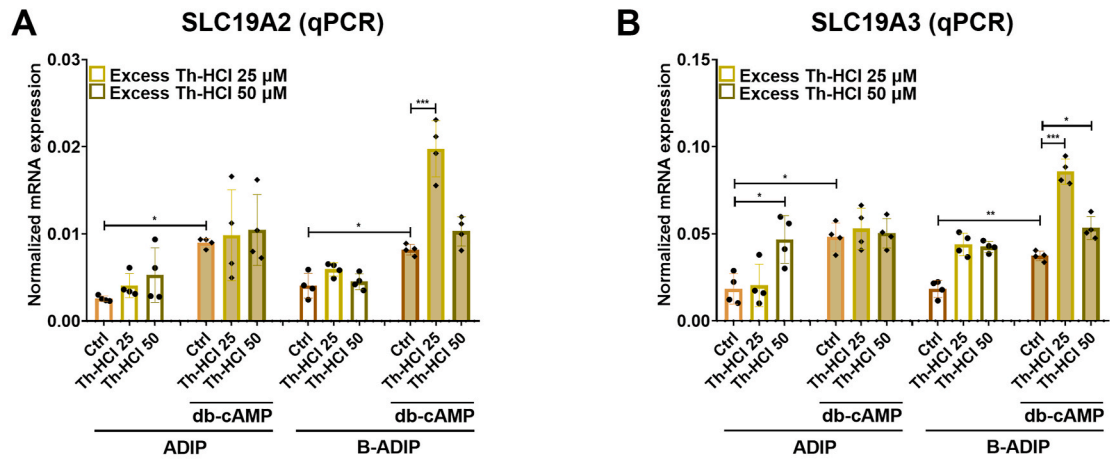 A
SLC19A2 (qPCR)
Normalized mRNA expression
0.03
0.02
0.01
0.00
Excess Th-HCl 25 µM
Excess Th-HCl 50 µM
*
*
***
Ctrl
Th-HCl 25
Th-HCl 50
Ctrl
Th-HCl 25
Th-HCl 50
Ctrl
Th-HCl 25
Th-HCl 50
Ctrl
Th-HCl 25
Th-HCl 50
db-cAMP
db-cAMP
ADIP
B-ADIP
B
SLC19A3 (qPCR)
Normalized mRNA expression
0.15
0.10
0.05
0.00
Excess Th-HCl 25 µM
Excess Th-HCl 50 µM
*
*
**
*
***
Ctrl
Th-HCl 25
Th-HCl 50
Ctrl
Th-HCl 25
Th-HCl 50
Ctrl
Th-HCl 25
Th-HCl 50
Ctrl
Th-HCl 25
Th-HCl 50
db-cAMP
db-cAMP
ADIP
B-ADIP